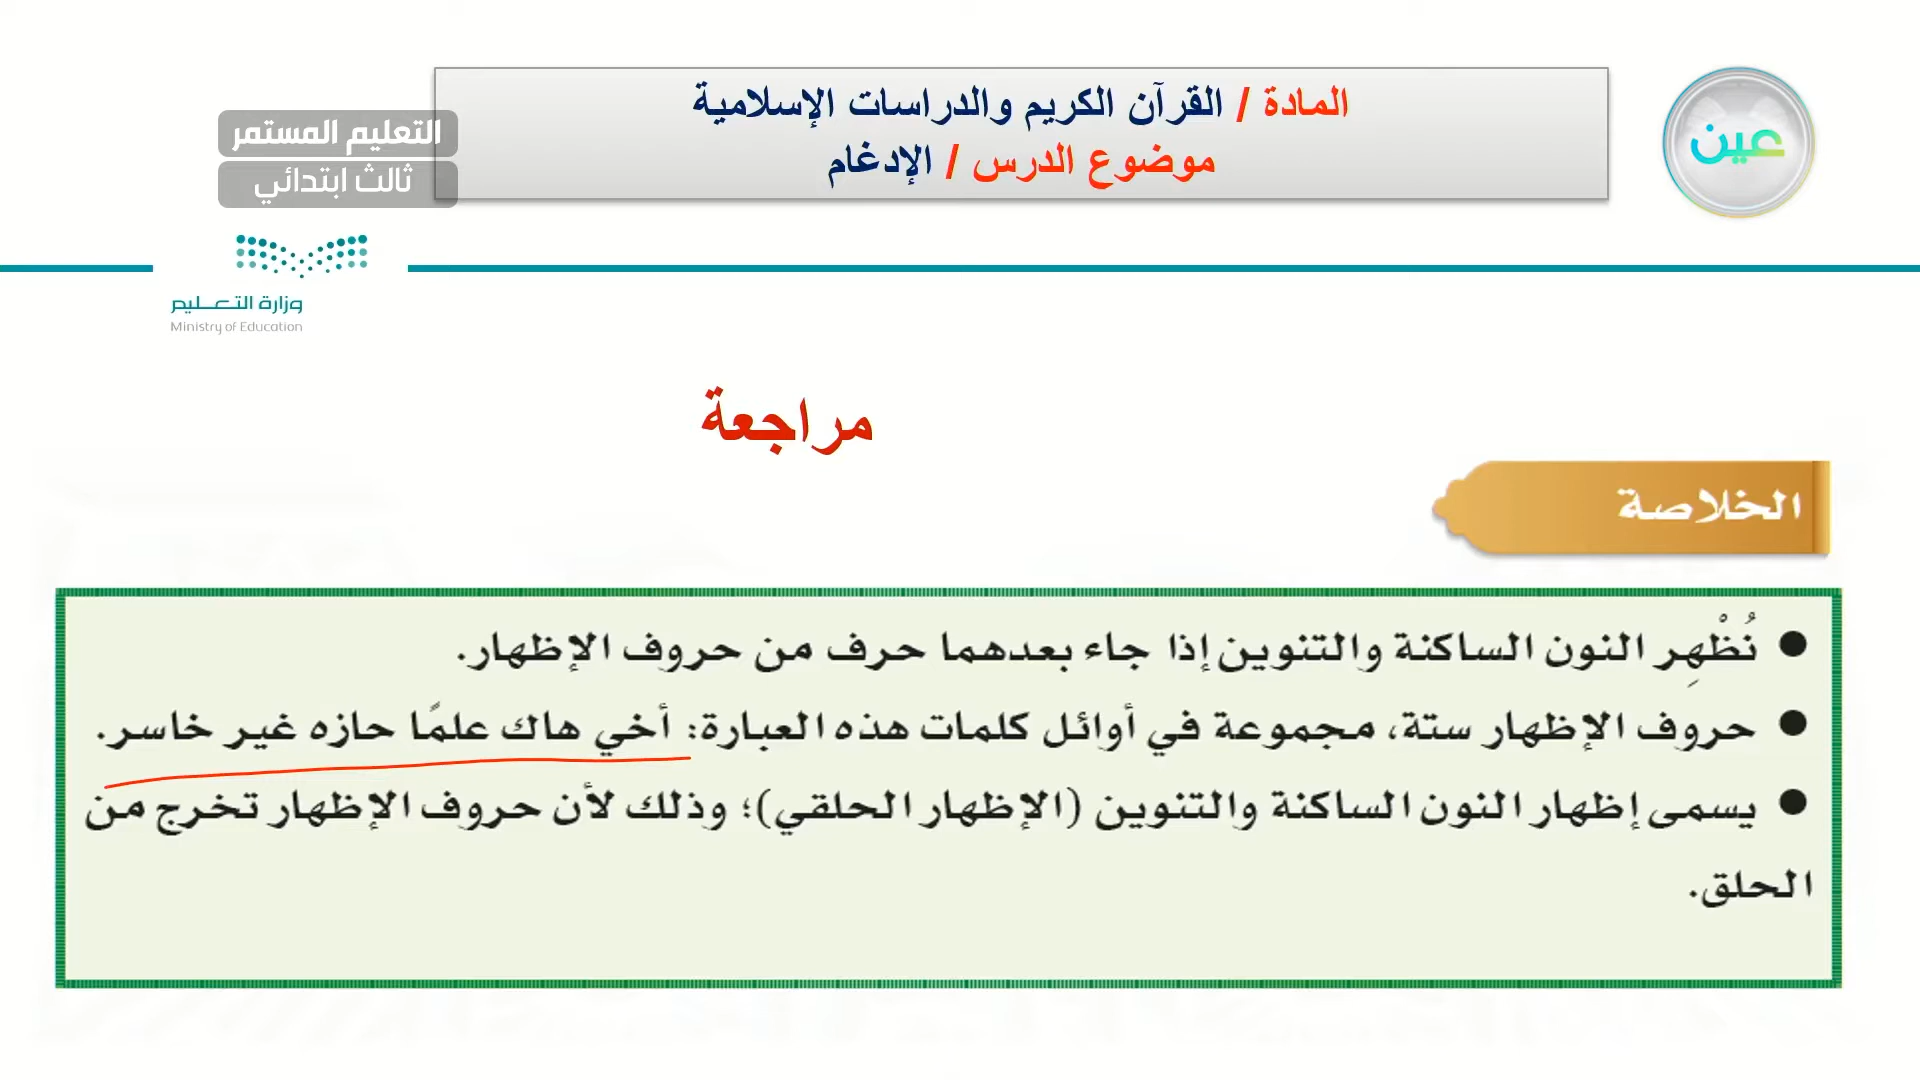 المادة / القرآن الكريم والدراسات الإسلامية
موضوع الدرس / الإدغام
عين
التعليم المستمر
ثالث ابتدائي
وزارة التعليم
Ministry of Education
مراجعة
الخلاصة
● نُظْهِر النون الساكنة والتنوين إذا جاء بعدهما حرف من حروف الإظهار.
● حروف الإظهار ستة، مجموعة في أوائل كلمات هذه العبارة: أخي هاك علمًا حازه غير خاسر.
● يسمى إظهار النون الساكنة والتنوين (الإظهار الحلقي)؛ وذلك لأن حروف الإظهار تخرج من
الحلق.